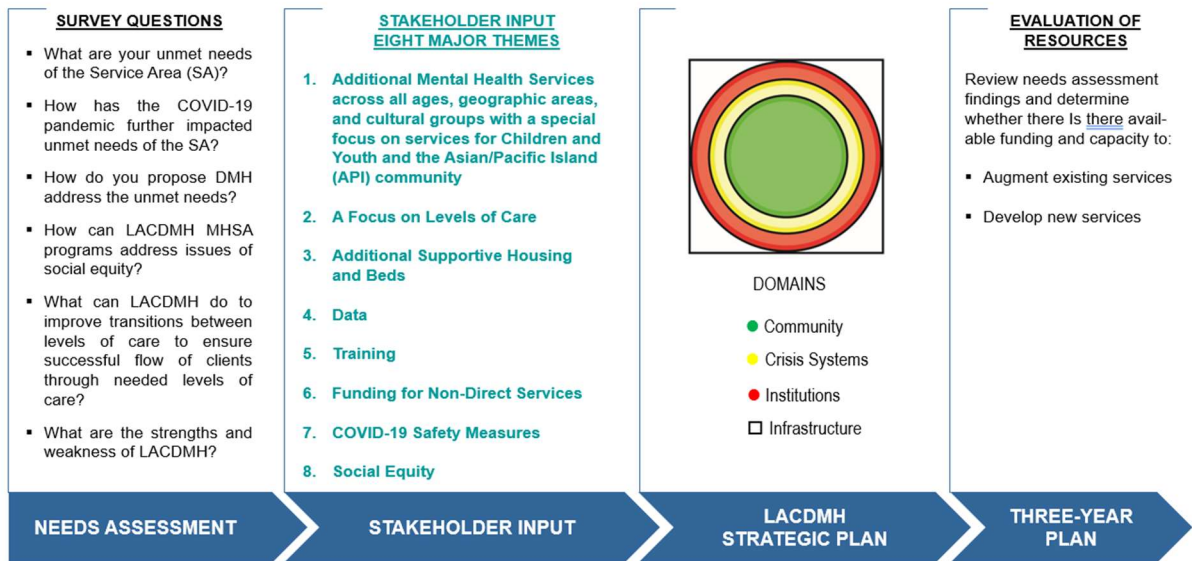 SURVEY QUESTIONS
▪ What are your unmet needs
of the Service Area (SA)?
▪ How has the COVID-19
pandemic further impacted
unmet needs of the SA?
▪ How do you propose DMH
address the unmet needs?
▪ How can LACDMH MHSA
programs address issues of
social equity?
▪ What can LACDMH do to
improve transitions between
levels of care to ensure
successful flow of clients
through needed levels of
care?
▪ What are the strengths and
weakness of LACDMH?
NEEDS ASSESSMENT
STAKEHOLDER INPUT
EIGHT MAJOR THEMES
1. Additional Mental Health Services
across all ages, geographic areas,
and cultural groups with a special
focus on services for Children and
Youth and the Asian/Pacific Island
(API) community
2. A Focus on Levels of Care
3. Additional Supportive Housing
and Beds
4. Data
5. Training
6. Funding for Non-Direct Services
7. COVID-19 Safety Measures
8. Social Equity
STAKEHOLDER INPUT
DOMAINS
Community
Crisis Systems
Institutions
Infrastructure
LACDMH
STRATEGIC PLAN
EVALUATION OF
RESOURCES
Review needs assessment
findings and determine
whether there Is there avail-
able funding and capacity to:
▪ Augment existing services
▪ Develop new services
THREE-YEAR
PLAN